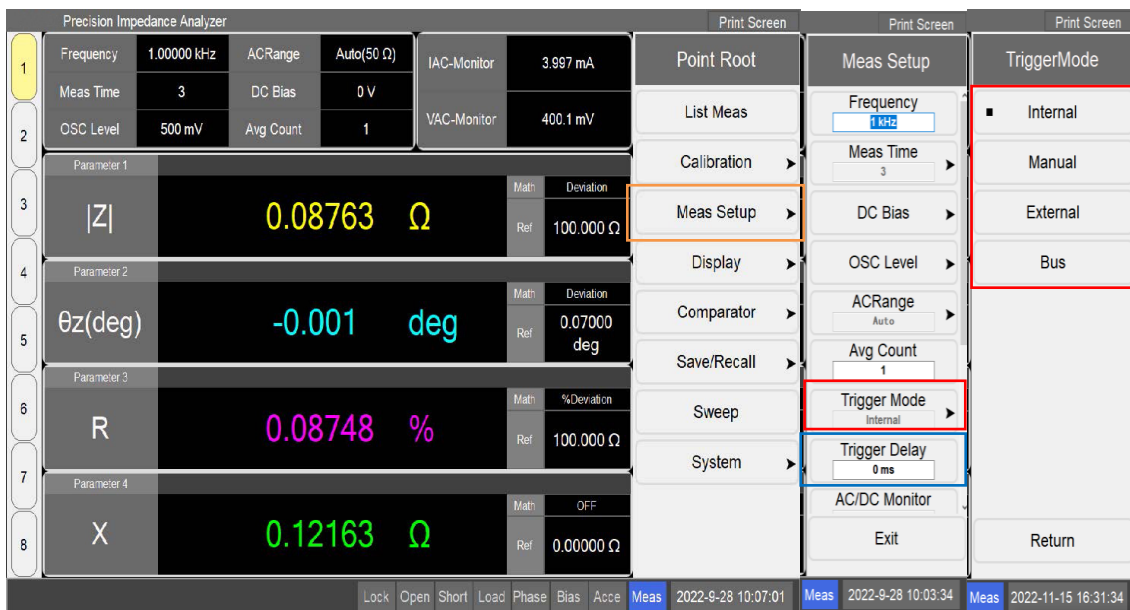 Precision Impedance Analyzer
Print Screen
Print Screen
Print Screen
1
2
3
4
5
6
7
8
Frequency 1.00000 kHz ACRange Auto(50 Ω)
Meas Time 3 DC Bias 0 V
OSC Level 500 mV Avg Count 1
IAC-Monitor 3.997 mA
VAC-Monitor 400.1 mV
Parameter 1
|Z| 0.08763 Ω
Math Deviation
Ref 100.000 Ω
Parameter 2
θz(deg) -0.001 deg
Math Deviation
Ref 0.07000
deg
Parameter 3
R 0.08748 %
Math %Deviation
Ref 100.000 Ω
Parameter 4
X 0.12163 Ω
Math OFF
Ref 0.00000 Ω
Point Root
List Meas
Calibration
Meas Setup
Display
Comparator
Save/Recall
Sweep
System
Meas Setup
Frequency
1 kHz
Meas Time
3
DC Bias
OSC Level
ACRange
Auto
Avg Count
1
Trigger Mode
Internal
Trigger Delay
0 ms
AC/DC Monitor
Exit
TriggerMode
Internal
Manual
External
Bus
Return
Lock Open Short Load Phase Bias Acce Meas 2022-9-28 10:07:01
Meas 2022-9-28 10:03:34
Meas 2022-11-15 16:31:34